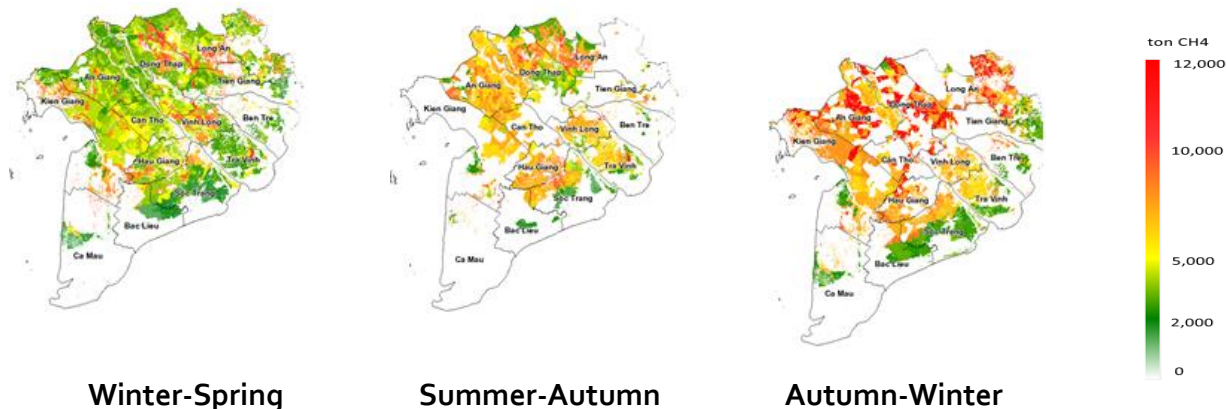 Long An
Dong Thap
An Giang
Tien Giang
Kien Giang
Can Tho
Vinh Long
Ben Tre
Hau Giang
Tra Vinh
Soc Trang
Bac Lieu
Ca Mau
Winter-Spring
Long An
Dong Thap
An Giang
Tien Giang
Kien Giang
Can Tho
Vinh Long
Ben Tre
Hau Giang
Tra Vinh
Soc Trang
Bac Lieu
Ca Mau
Summer-Autumn
Long An
Dong Thap
An Giang
Tien Giang
Kien Giang
Can Tho
Vinh Long
Ben Tre
Hau Giang
Tra Vinh
Soc Trang
Bac Lieu
Ca Mau
Autumn-Winter
ton CH4
12,000
10,000
5,000
2,000
0